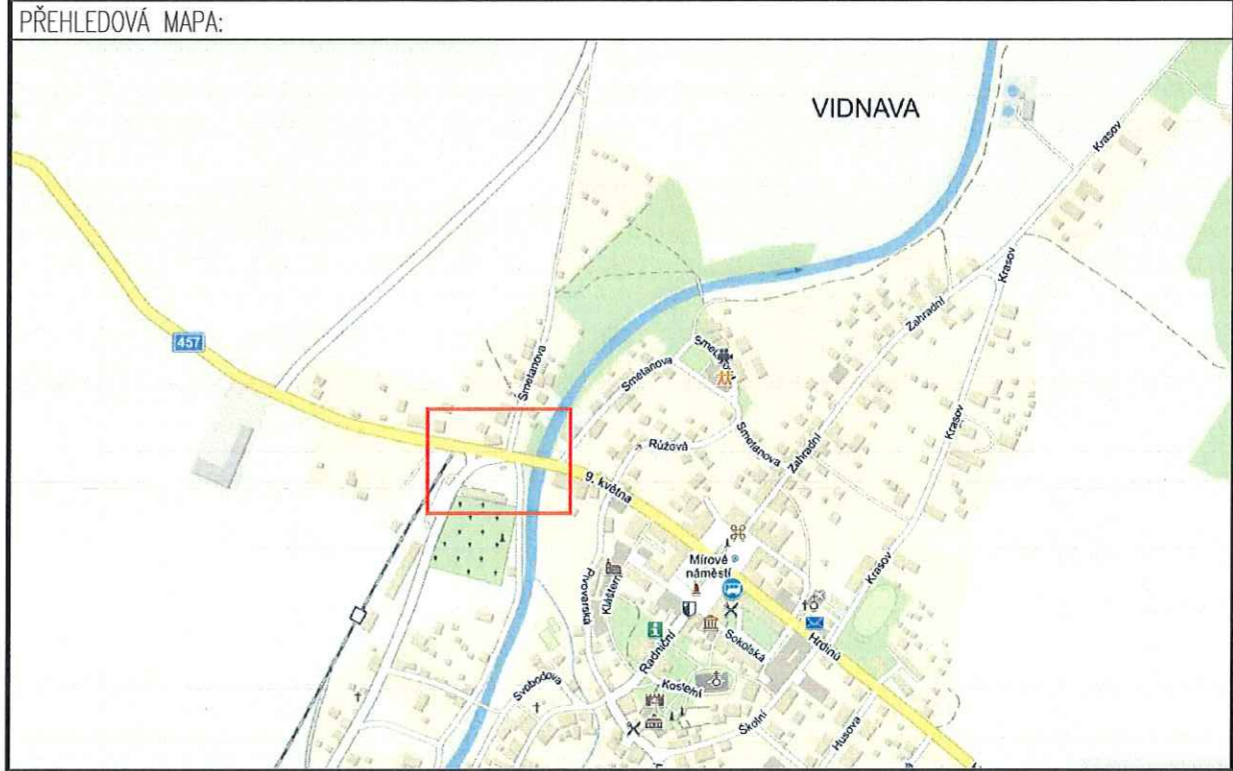 PŘEHLEDOVÁ MAPA:
VIDNAVA
Krasov
Krasov
Zahradní
457
Smetanova
Smetanova
Smetanova
Krasov
Růžová
Zahradní
9. května
Mírové
náměstí
Krasov
Pivovarská
Klášterní
Radniční
Sokolská
Hrdinů
Svobodova
Kostelní
Školní
Husova